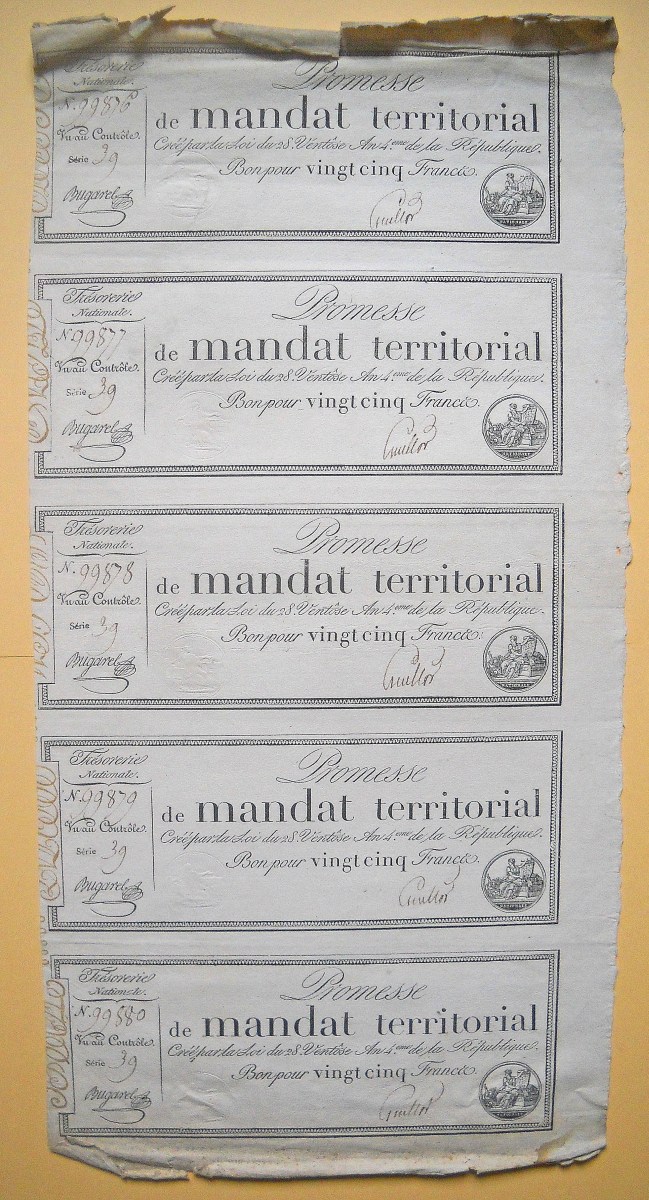 Trésorerie
Nationale.
N. 99876
Vu au Contrôle.
Série 39
Bugarel
Promesse
de mandat territorial
Créé par la Loi du 28. Ventôse An 4.eme de la République.
Bon pour vingt cinq Francs.
Trésorerie
Nationale.
N. 99877
Vu au Contrôle.
Série 39
Bugarel
Promesse
de mandat territorial
Créé par la Loi du 28. Ventôse An 4.eme de la République.
Bon pour vingt cinq Francs.
Trésorerie
Nationale.
N. 99878
Vu au Contrôle.
Série 39
Bugarel
Promesse
de mandat territorial
Créé par la Loi du 28. Ventôse An 4.eme de la République.
Bon pour vingt cinq Francs.
Trésorerie
Nationale.
N. 99879
Vu au Contrôle.
Série 39
Bugarel
Promesse
de mandat territorial
Créé par la Loi du 28. Ventôse An 4.eme de la République.
Bon pour vingt cinq Francs.
Trésorerie
Nationale.
N. 99880
Vu au Contrôle.
Série 39
Bugarel
Promesse
de mandat territorial
Créé par la Loi du 28. Ventôse An 4.eme de la République.
Bon pour vingt cinq Francs.